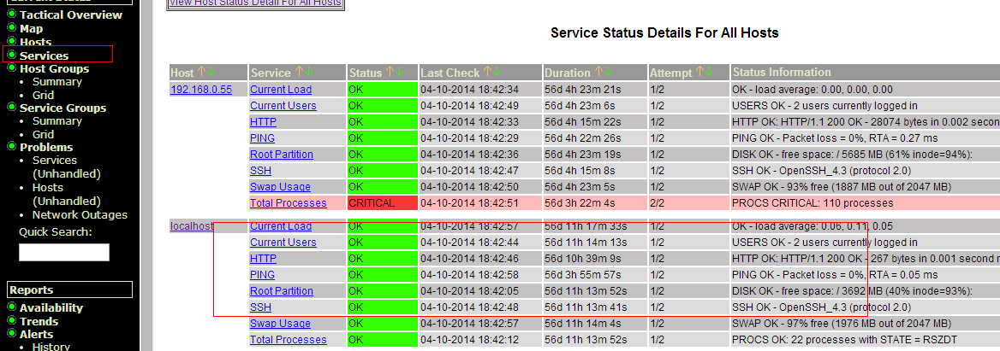 Current Status
Tactical Overview
Map
Hosts
Services
Host Groups
Summary
Grid
Service Groups
Summary
Grid
Problems
Services
(Unhandled)
Hosts
(Unhandled)
Network Outages
Quick Search:
Reports
Availability
Trends
Alerts
History
View Host Status Detail For All Hosts
Service Status Details For All Hosts
Host Service Status Last Check Duration Attempt Status Information
192.168.0.55 Current Load OK 04-10-2014 18:42:34 56d 4h 23m 21s 1/2 OK - load average: 0.00, 0.00, 0.00
Current Users OK 04-10-2014 18:42:49 56d 4h 23m 6s 1/2 USERS OK - 2 users currently logged in
HTTP OK 04-10-2014 18:42:33 56d 4h 15m 22s 1/2 HTTP OK: HTTP/1.1 200 OK - 28074 bytes in 0.002 secon
PING OK 04-10-2014 18:42:29 56d 4h 22m 26s 1/2 PING OK - Packet loss = 0%, RTA = 0.27 ms
Root Partition OK 04-10-2014 18:42:36 56d 4h 23m 19s 1/2 DISK OK - free space: / 5685 MB (61% inode=94%):
SSH OK 04-10-2014 18:42:47 56d 4h 15m 8s 1/2 SSH OK - OpenSSH_4.3 (protocol 2.0)
Swap Usage OK 04-10-2014 18:42:50 56d 4h 23m 5s 1/2 SWAP OK - 93% free (1887 MB out of 2047 MB)
Total Processes CRITICAL 04-10-2014 18:42:51 56d 3h 22m 4s 2/2 PROCS CRITICAL: 110 processes
localhost Current Load OK 04-10-2014 18:42:57 56d 11h 17m 33s 1/2 OK - load average: 0.06, 0.11, 0.05
Current Users OK 04-10-2014 18:42:44 56d 11h 14m 13s 1/2 USERS OK - 2 users currently logged in
HTTP OK 04-10-2014 18:42:46 56d 10h 39m 9s 1/2 HTTP OK: HTTP/1.1 200 OK - 267 bytes in 0.001 second r
PING OK 04-10-2014 18:42:58 56d 3h 55m 57s 1/2 PING OK - Packet loss = 0%, RTA = 0.05 ms
Root Partition OK 04-10-2014 18:42:05 56d 11h 13m 52s 1/2 DISK OK - free space: / 3692 MB (40% inode=93%):
SSH OK 04-10-2014 18:42:48 56d 11h 13m 41s 1/2 SSH OK - OpenSSH_4.3 (protocol 2.0)
Swap Usage OK 04-10-2014 18:42:57 56d 11h 14m 4s 1/2 SWAP OK - 97% free (1976 MB out of 2047 MB)
Total Processes OK 04-10-2014 18:42:12 56d 11h 13m 52s 1/2 PROCS OK: 22 processes with STATE = RSZDT